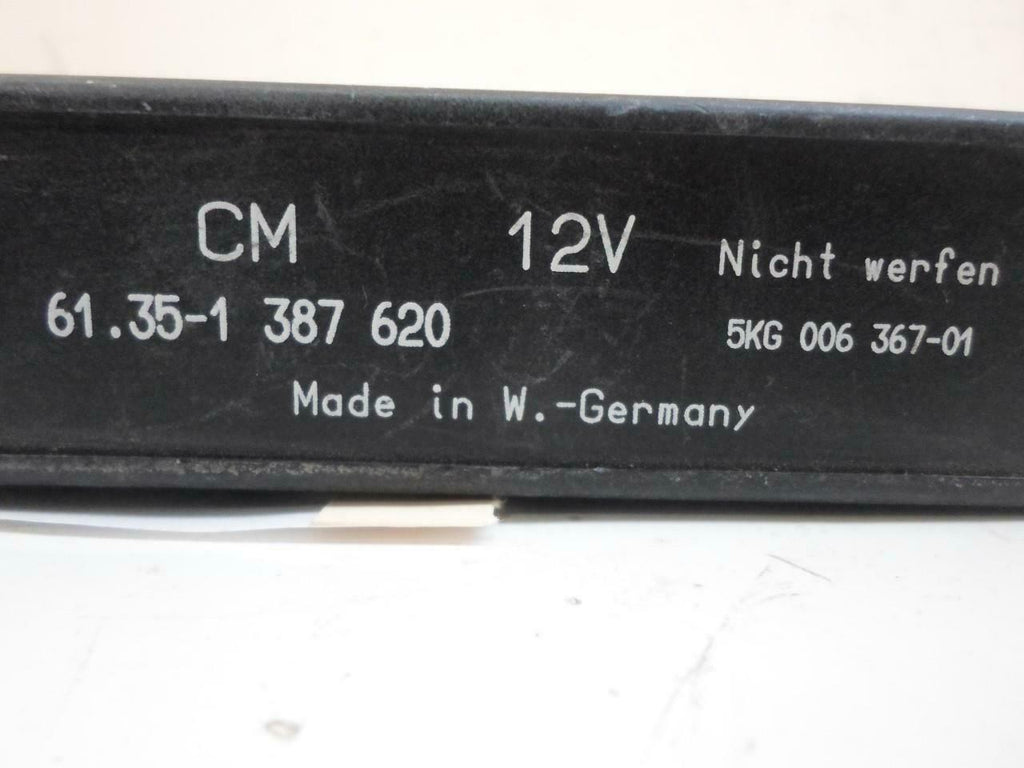 CM 12V Nicht werfen
61.35-1 387 620 5KG 006 367-01
Made in W.-Germany